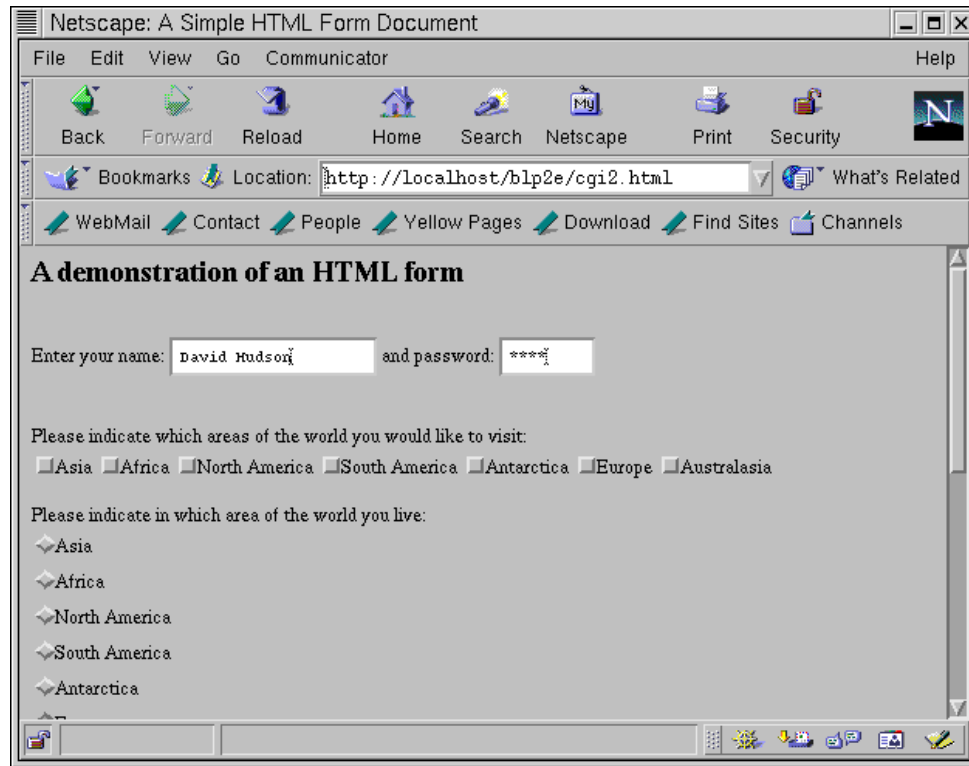 Netscape: A Simple HTML Form Document
File Edit View Go Communicator Help
Back Forward Reload Home Search My Netscape Print Security N
Bookmarks Location: http://localhost/blp2e/cgi2.html What's Related
WebMail Contact People Yellow Pages Download Find Sites Channels
A demonstration of an HTML form
Enter your name: David Hudson and password: ****
Please indicate which areas of the world you would like to visit:
Asia Africa North America South America Antarctica Europe Australasia
Please indicate in which area of the world you live:
Asia
Africa
North America
South America
Antarctica